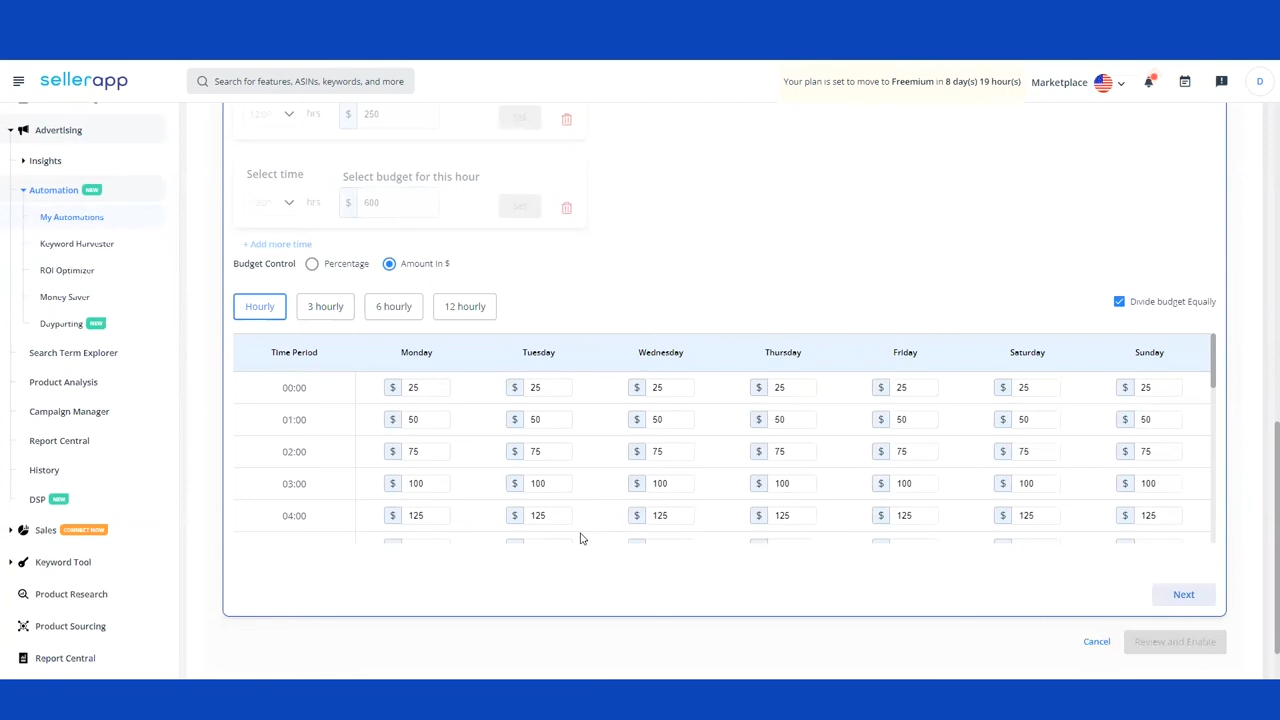 sellerapp
Search for features, ASINs, keywords, and more
Your plan is set to move to Freemium in 8 day(s) 19 hour(s)
Marketplace
D
Advertising
Insights
Automation NEW
My Automations
Keyword Harvester
ROI Optimizer
Money Saver
Dayparting NEW
Search Term Explorer
Product Analysis
Campaign Manager
Report Central
History
DSP NEW
Sales CONNECT NOW
Keyword Tool
Product Research
Product Sourcing
Report Central
hrs $ 250
Select time Select budget for this hour
hrs $ 600 Set
+ Add more time
Budget Control Percentage Amount in $
Hourly 3 hourly 6 hourly 12 hourly Divide budget Equally
Time Period Monday Tuesday Wednesday Thursday Friday Saturday Sunday
00:00 $ 25 $ 25 $ 25 $ 25 $ 25 $ 25 $ 25
01:00 $ 50 $ 50 $ 50 $ 50 $ 50 $ 50 $ 50
02:00 $ 75 $ 75 $ 75 $ 75 $ 75 $ 75 $ 75
03:00 $ 100 $ 100 $ 100 $ 100 $ 100 $ 100 $ 100
04:00 $ 125 $ 125 $ 125 $ 125 $ 125 $ 125 $ 125
Next
Cancel Review and Enable